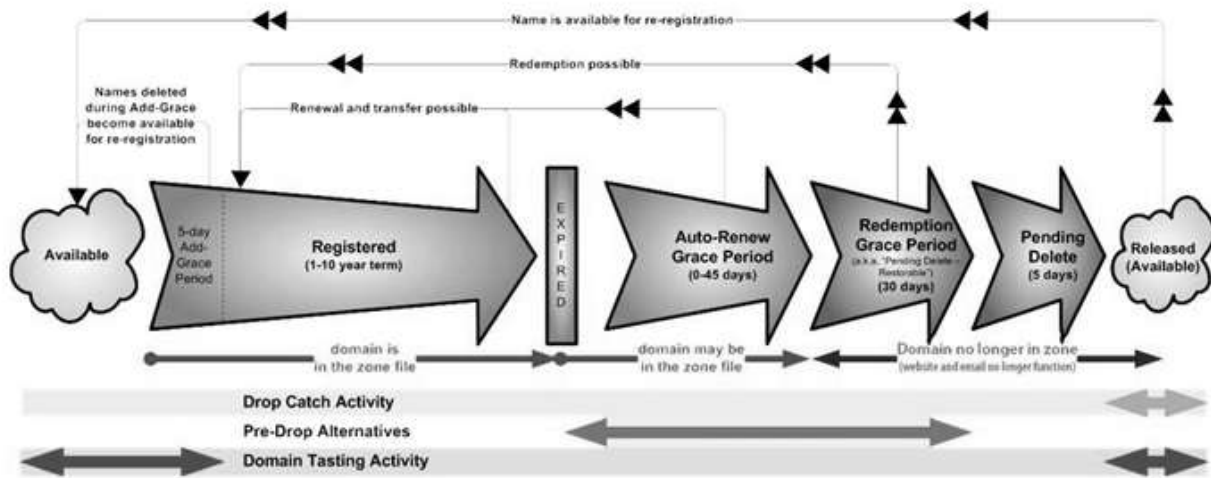 Name is available for re-registration
Redemption possible
Names deleted
during Add-Grace
become available
for re-registration
Renewal and transfer possible
Available
5-day
Add-
Grace
Period
Registered
(1-10 year term)
EXPIRED
Auto-Renew
Grace Period
(0-45 days)
Redemption
Grace Period
(a.k.a. "Pending Delete –
Restorable")
(30 days)
Pending
Delete
(5 days)
Released
(Available)
domain is
in the zone file
domain may be
in the zone file
Domain no longer in zone
(website and email no longer function)
Drop Catch Activity
Pre-Drop Alternatives
Domain Tasting Activity